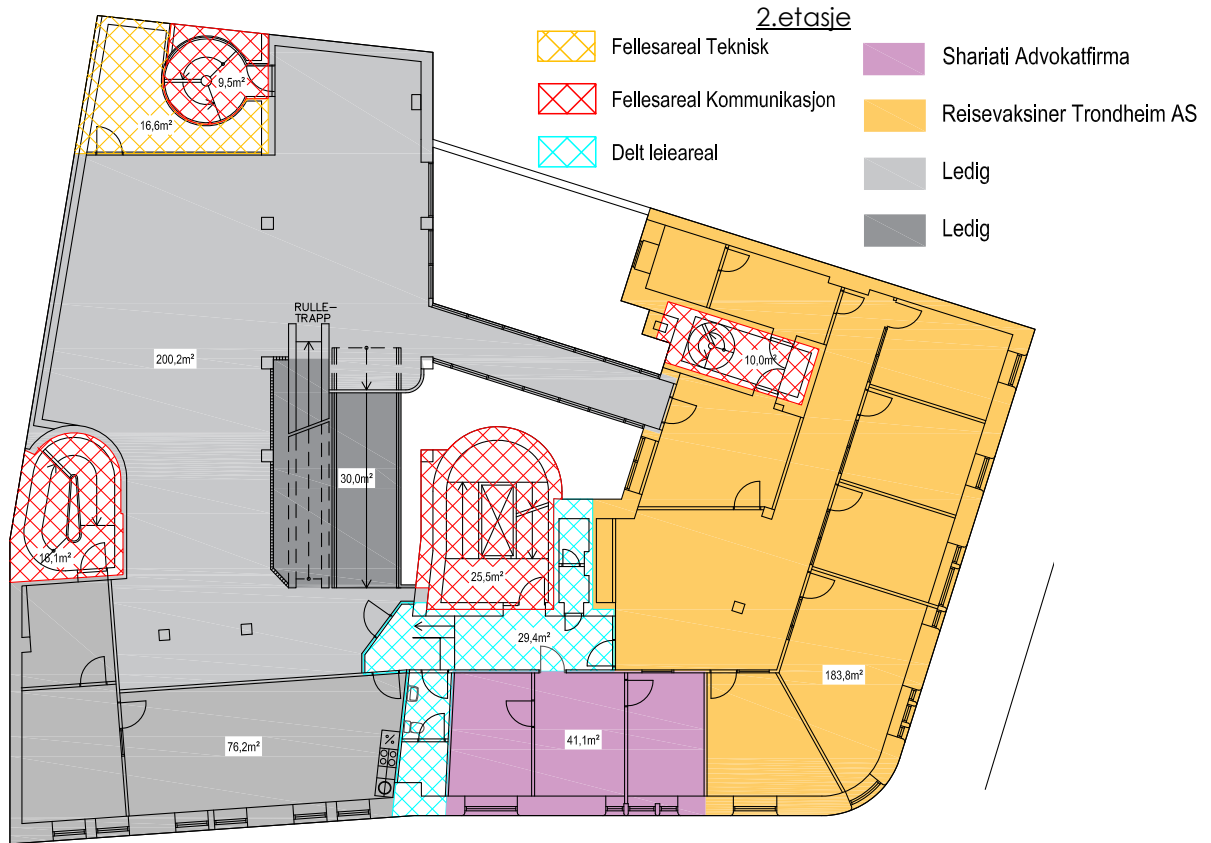 2.etasje
Fellesareal Teknisk
Fellesareal Kommunikasjon
Delt leieareal
Shariati Advokatfirma
Reisevaksiner Trondheim AS
Ledig
Ledig
9,5m²
16,6m²
RULLE-
TRAPP
200,2m²
10,0m²
30,0m²
18,1m²
25,5m²
29,4m²
183,8m²
41,1m²
76,2m²
%